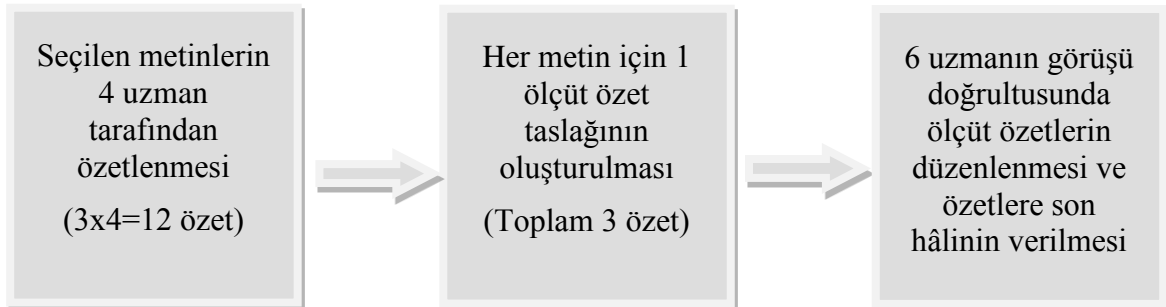 Seçilen metinlerin
4 uzman
tarafından
özetlenmesi
(3x4=12 özet)
Her metin için 1
ölçüt özet
taslağının
oluşturulması
(Toplam 3 özet)
6 uzmanın görüşü
doğrultusunda
ölçüt özetlerin
düzenlenmesi ve
özetlere son
hâlinin verilmesi